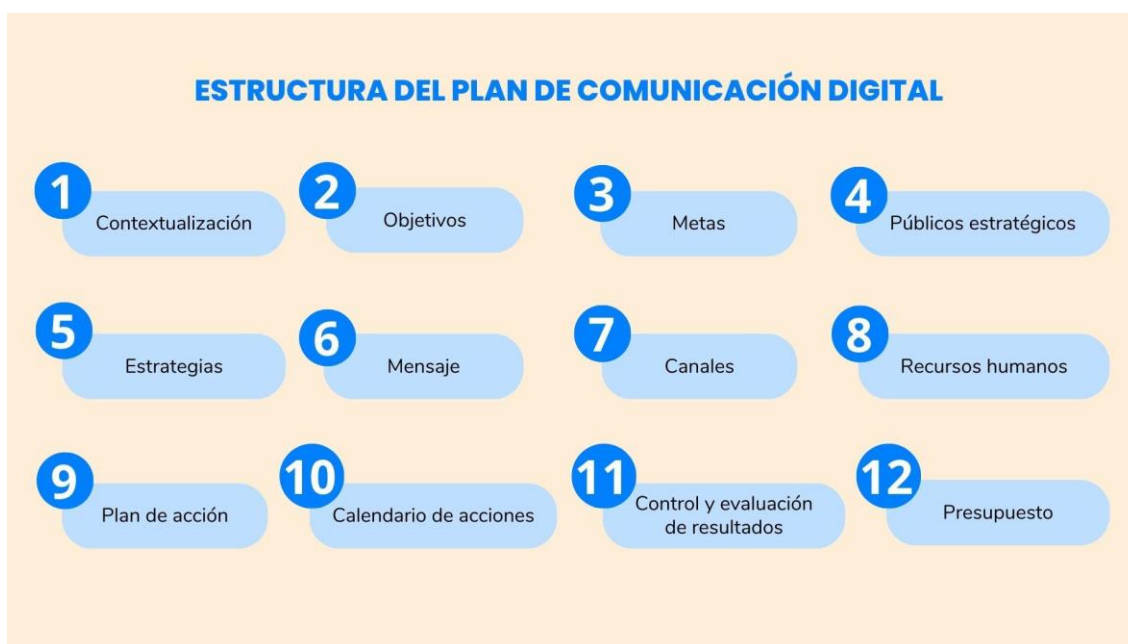 ESTRUCTURA DEL PLAN DE COMUNICACIÓN DIGITAL
1
Contextualización
2
Objetivos
3
Metas
4
Públicos estratégicos
5
Estrategias
6
Mensaje
7
Canales
8
Recursos humanos
9
Plan de acción
10
Calendario de acciones
11
Control y evaluación
de resultados
12
Presupuesto